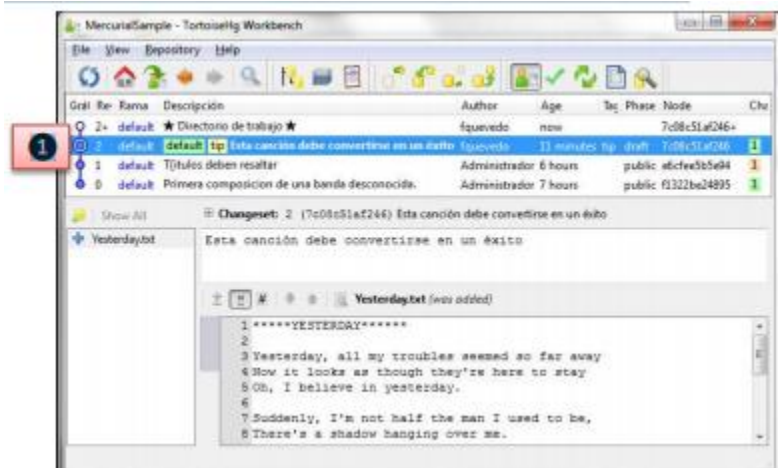 MercurialSample - TortoiseHg Workbench
File View Repository Help
Grái Re Rama Descripción Author Age Tag Phase Node Cha
2+ default ★ Directorio de trabajo ★ fquevedo now 7c08c51af246+
1
2 default default tip Esta canción debe convertirse en un éxito fquevedo 11 minutes tip draft 7c08c51af246 1
1 default Títulos deben resaltar Administrador 6 hours public a6cfee5b5e94 1
0 default Primera composicion de una banda desconocida. Administrador 7 hours public f1322be24895 1
Show All
Changeset: 2 (7c08c51af246) Esta canción debe convertirse en un éxito
Yesterday.txt
Esta canción debe convertirse en un éxito
Yesterday.txt (was added)
1 *****YESTERDAY******
2
3 Yesterday, all my troubles seemed so far away
4 Now it looks as though they're here to stay
5 Oh, I believe in yesterday.
6
7 Suddenly, I'm not half the man I used to be,
8 There's a shadow hanging over me.